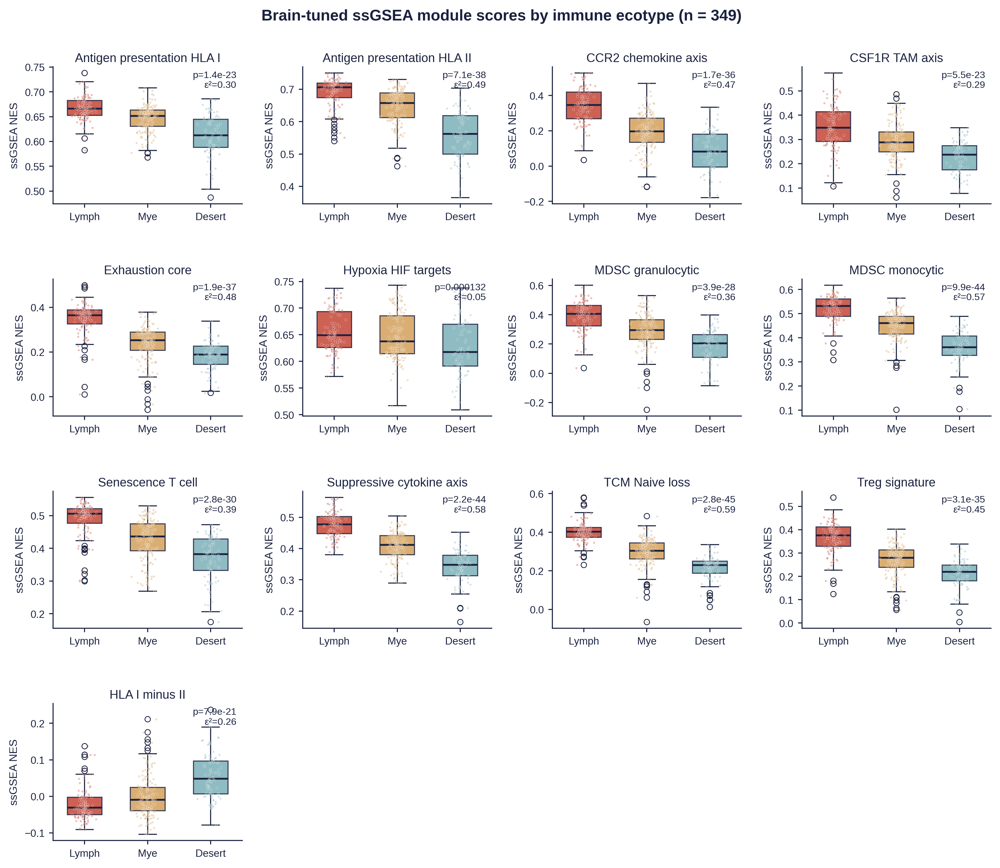 Brain-tuned ssGSEA module scores by immune ecotype (n = 349)
Antigen presentation HLA I
p=1.4e-23
ε²=0.30
ssGSEA NES
0.75
0.70
0.65
0.60
0.55
0.50
Lymph Mye Desert
Antigen presentation HLA II
p=7.1e-38
ε²=0.49
ssGSEA NES
0.7
0.6
0.5
0.4
Lymph Mye Desert
CCR2 chemokine axis
p=1.7e-36
ε²=0.47
ssGSEA NES
0.4
0.2
0.0
−0.2
Lymph Mye Desert
CSF1R TAM axis
p=5.5e-23
ε²=0.29
ssGSEA NES
0.5
0.4
0.3
0.2
0.1
Lymph Mye Desert
Exhaustion core
p=1.9e-37
ε²=0.48
ssGSEA NES
0.4
0.2
0.0
Lymph Mye Desert
Hypoxia HIF targets
p=0.000132
ε²=0.05
ssGSEA NES
0.75
0.70
0.65
0.60
0.55
0.50
Lymph Mye Desert
MDSC granulocytic
p=3.9e-28
ε²=0.36
ssGSEA NES
0.6
0.4
0.2
0.0
−0.2
Lymph Mye Desert
MDSC monocytic
p=9.9e-44
ε²=0.57
ssGSEA NES
0.6
0.5
0.4
0.3
0.2
0.1
Lymph Mye Desert
Senescence T cell
p=2.8e-30
ε²=0.39
ssGSEA NES
0.5
0.4
0.3
0.2
Lymph Mye Desert
Suppressive cytokine axis
p=2.2e-44
ε²=0.58
ssGSEA NES
0.5
0.4
0.3
0.2
Lymph Mye Desert
TCM Naive loss
p=2.8e-45
ε²=0.59
ssGSEA NES
0.6
0.4
0.2
0.0
Lymph Mye Desert
Treg signature
p=3.1e-35
ε²=0.45
ssGSEA NES
0.5
0.4
0.3
0.2
0.1
0.0
Lymph Mye Desert
HLA I minus II
p=7.9e-21
ε²=0.26
ssGSEA NES
0.2
0.1
0.0
−0.1
Lymph Mye Desert